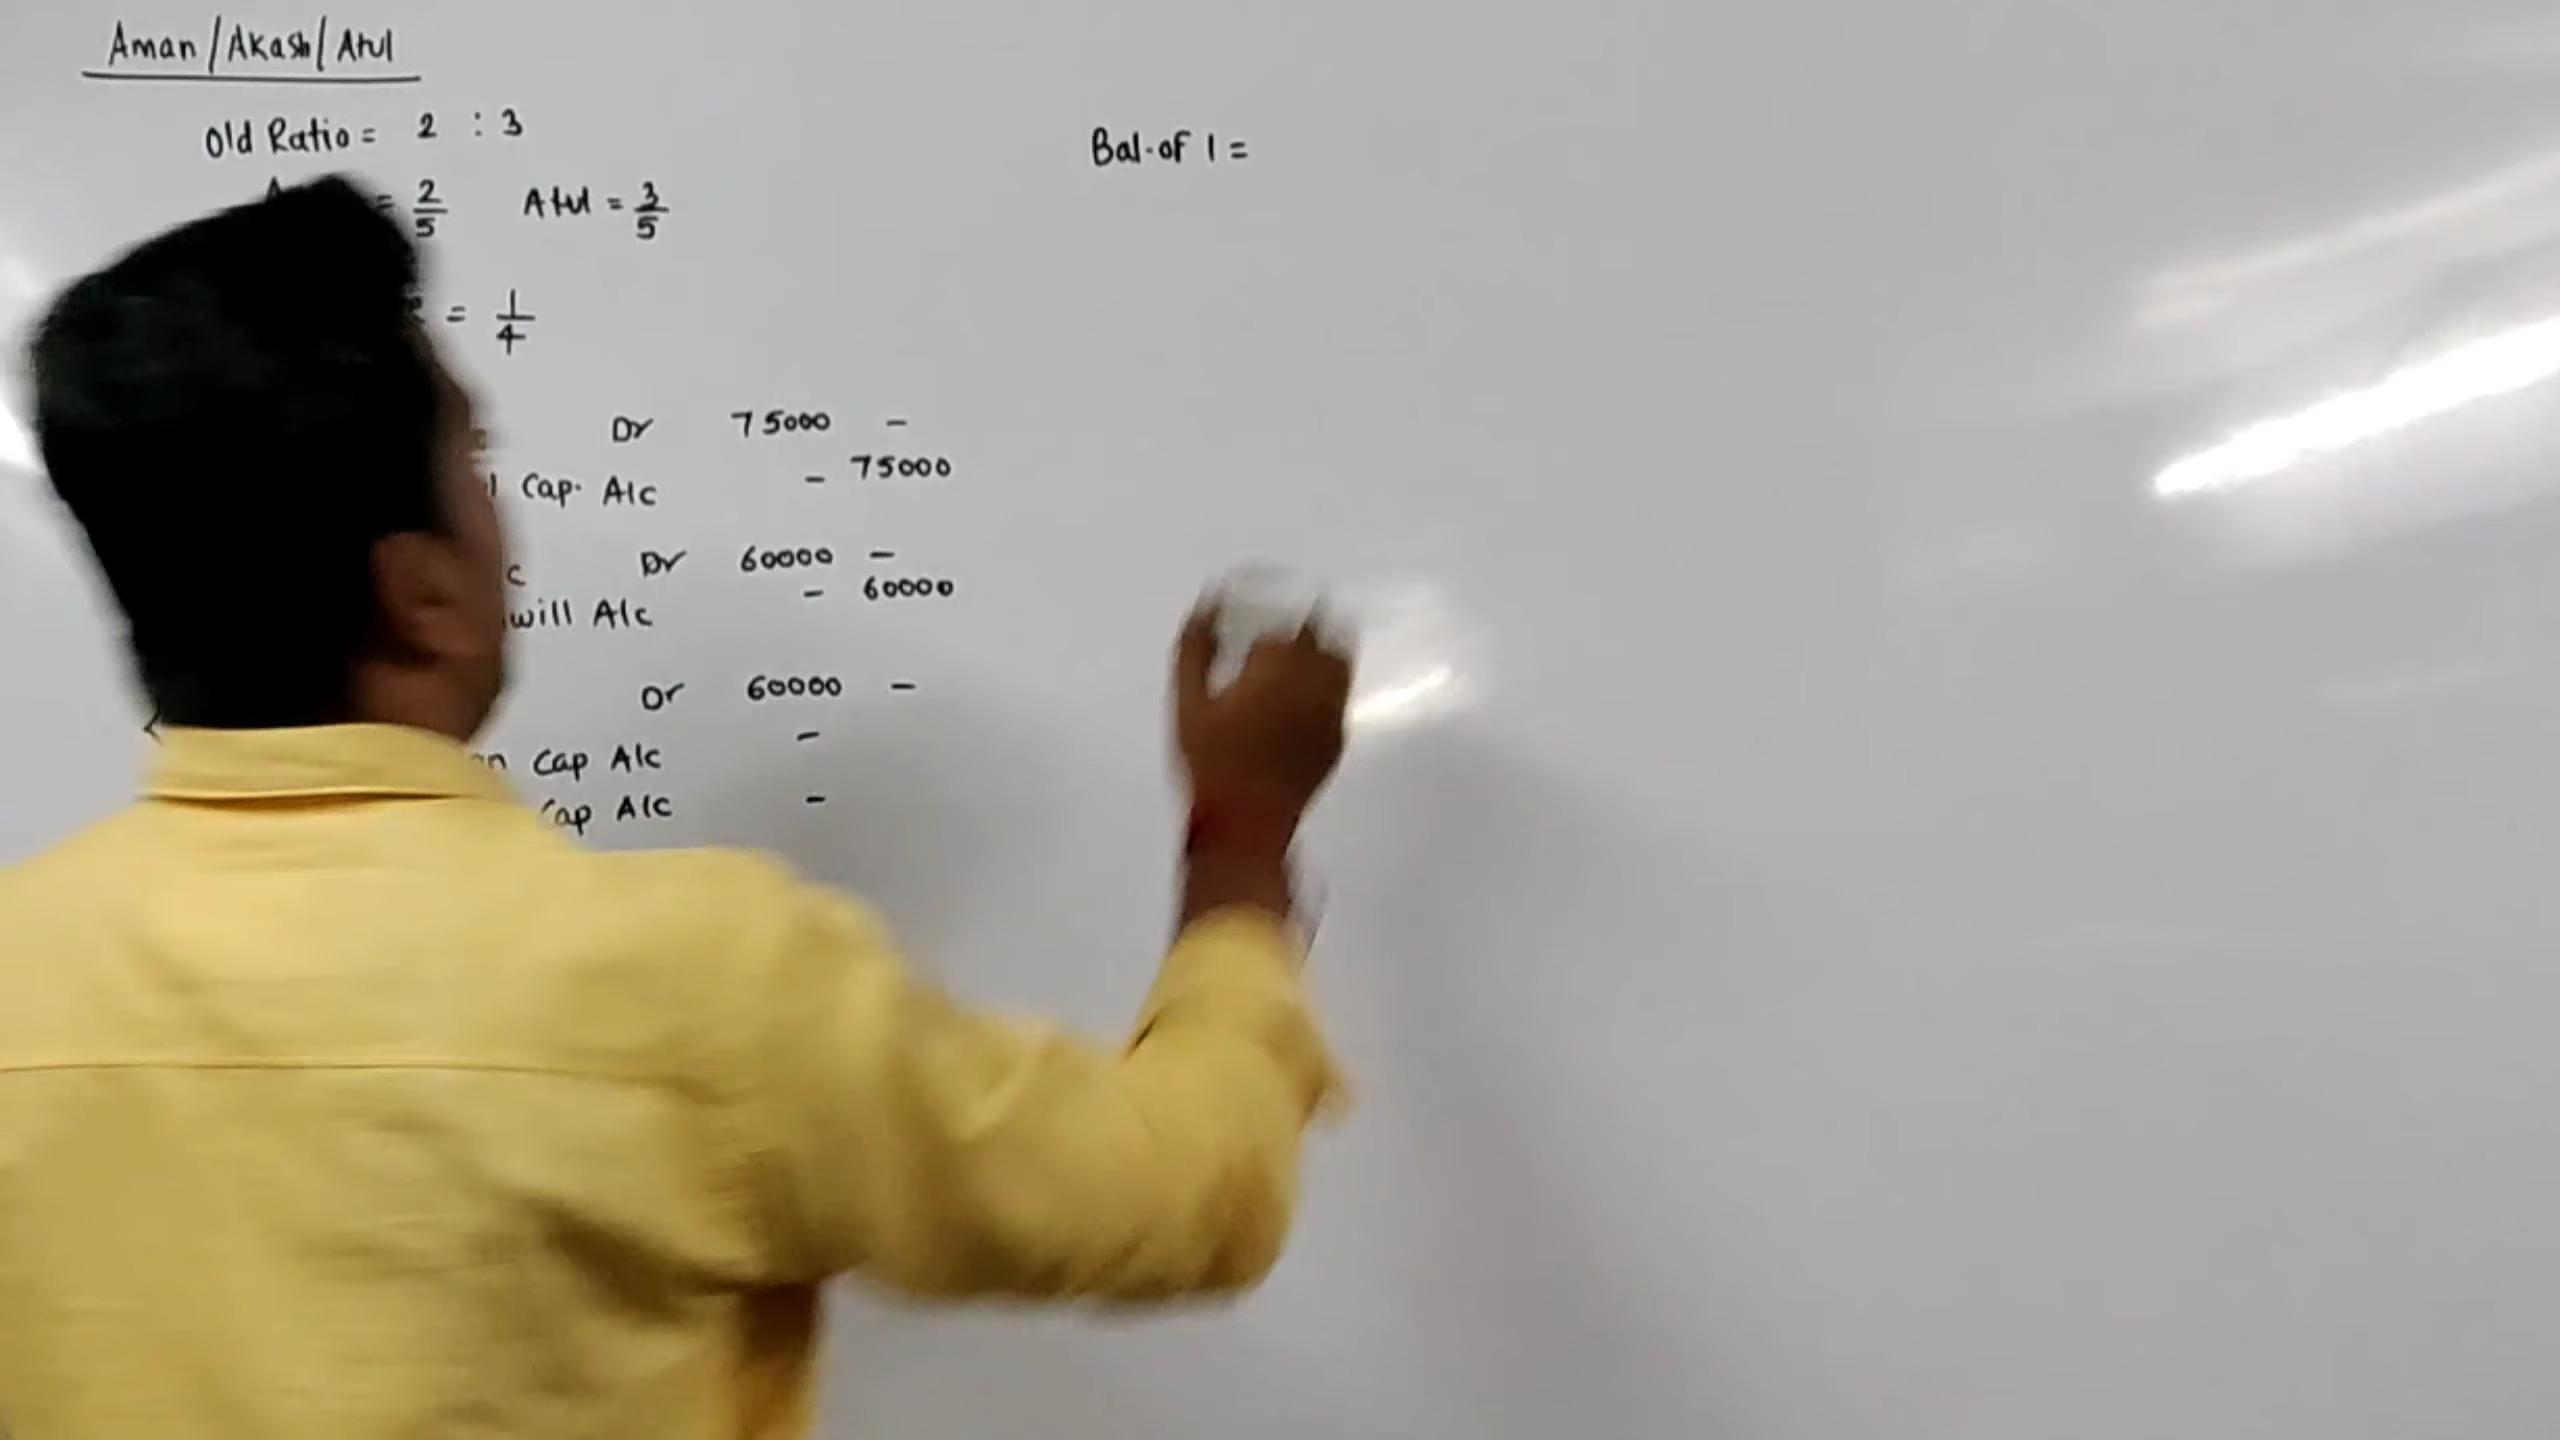 Aman/Akash/Atul
Old Ratio = 2 : 3
= 2/5 Atul = 3/5
= 1/4
Dr 75000 -
Cap. A/c - 75000
Dr 60000 -
will A/c - 60000
Dr 60000 -
Cap A/c -
Cap A/c -
Bal. of 1 =